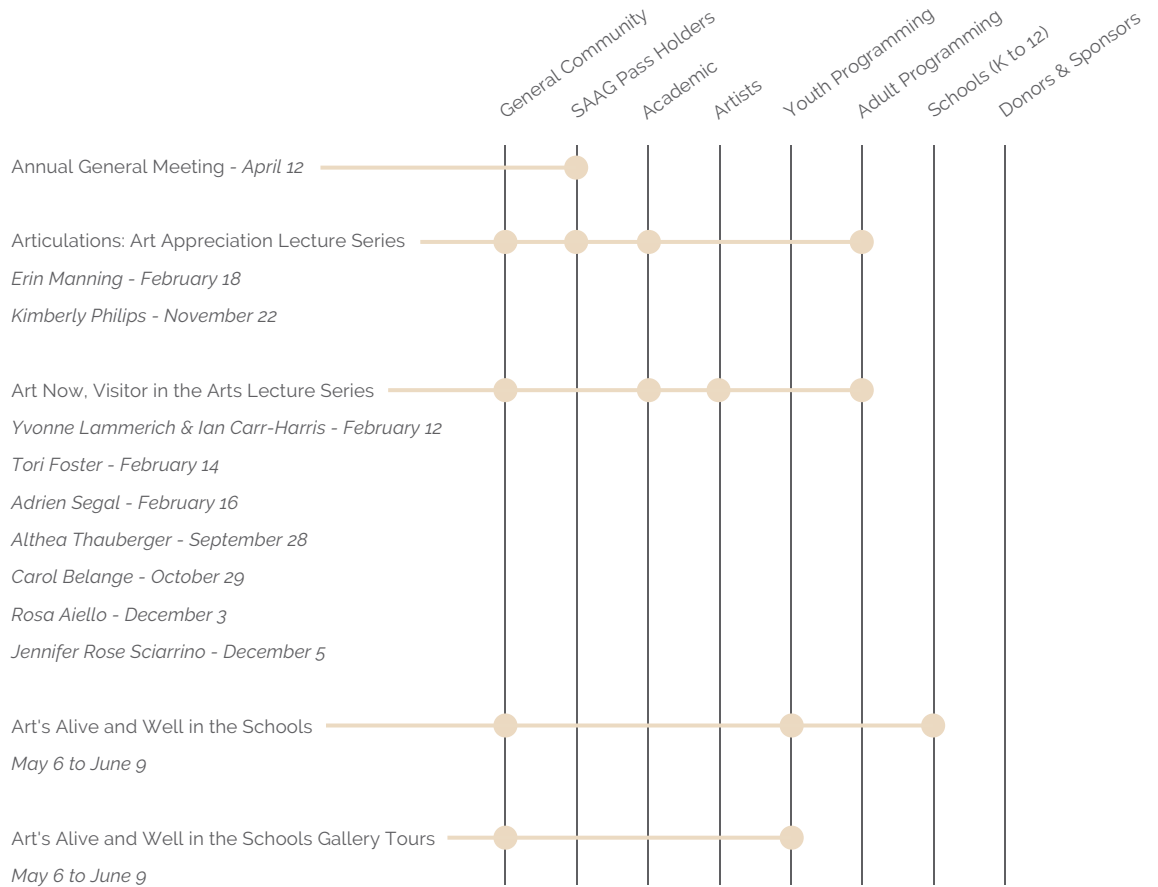 General Community
SAAG Pass Holders
Academic
Artists
Youth Programming
Adult Programming
Schools (K to 12)
Donors & Sponsors
Annual General Meeting - April 12
Articulations: Art Appreciation Lecture Series
Erin Manning - February 18
Kimberly Philips - November 22
Art Now, Visitor in the Arts Lecture Series
Yvonne Lammerich & Ian Carr-Harris - February 12
Tori Foster - February 14
Adrien Segal - February 16
Althea Thauberger - September 28
Carol Belange - October 29
Rosa Aiello - December 3
Jennifer Rose Sciarrino - December 5
Art's Alive and Well in the Schools
May 6 to June 9
Art's Alive and Well in the Schools Gallery Tours
May 6 to June 9